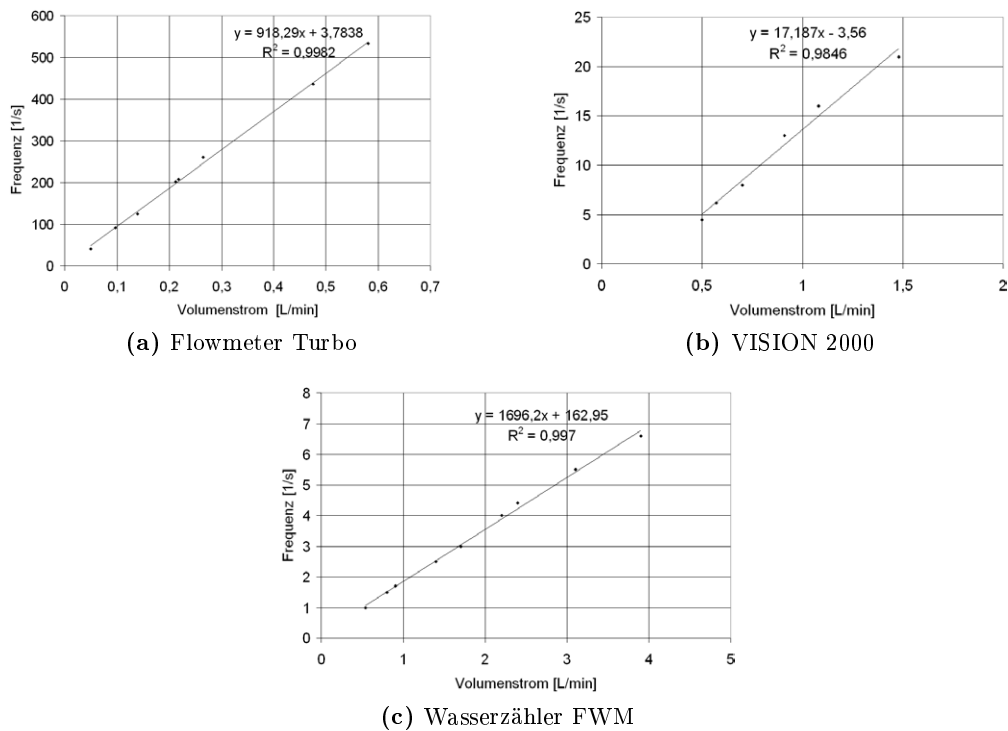 y = 918,29x + 3,7838
R² = 0,9982
600
500
400
300
200
100
0
Frequenz [1/s]
0 0,1 0,2 0,3 0,4 0,5 0,6 0,7
Volumenstrom [L/min]
(a) Flowmeter Turbo
y = 17,187x - 3,56
R² = 0,9846
25
20
15
10
5
0
Frequenz [1/s]
0 0,5 1 1,5 2
Volumenstrom [L/min]
(b) VISION 2000
y = 1696,2x + 162,95
R² = 0,997
8
7
6
5
4
3
2
1
0
Frequenz [1/s]
0 1 2 3 4 5
Volumenstrom [L/min]
(c) Wasserzähler FWM